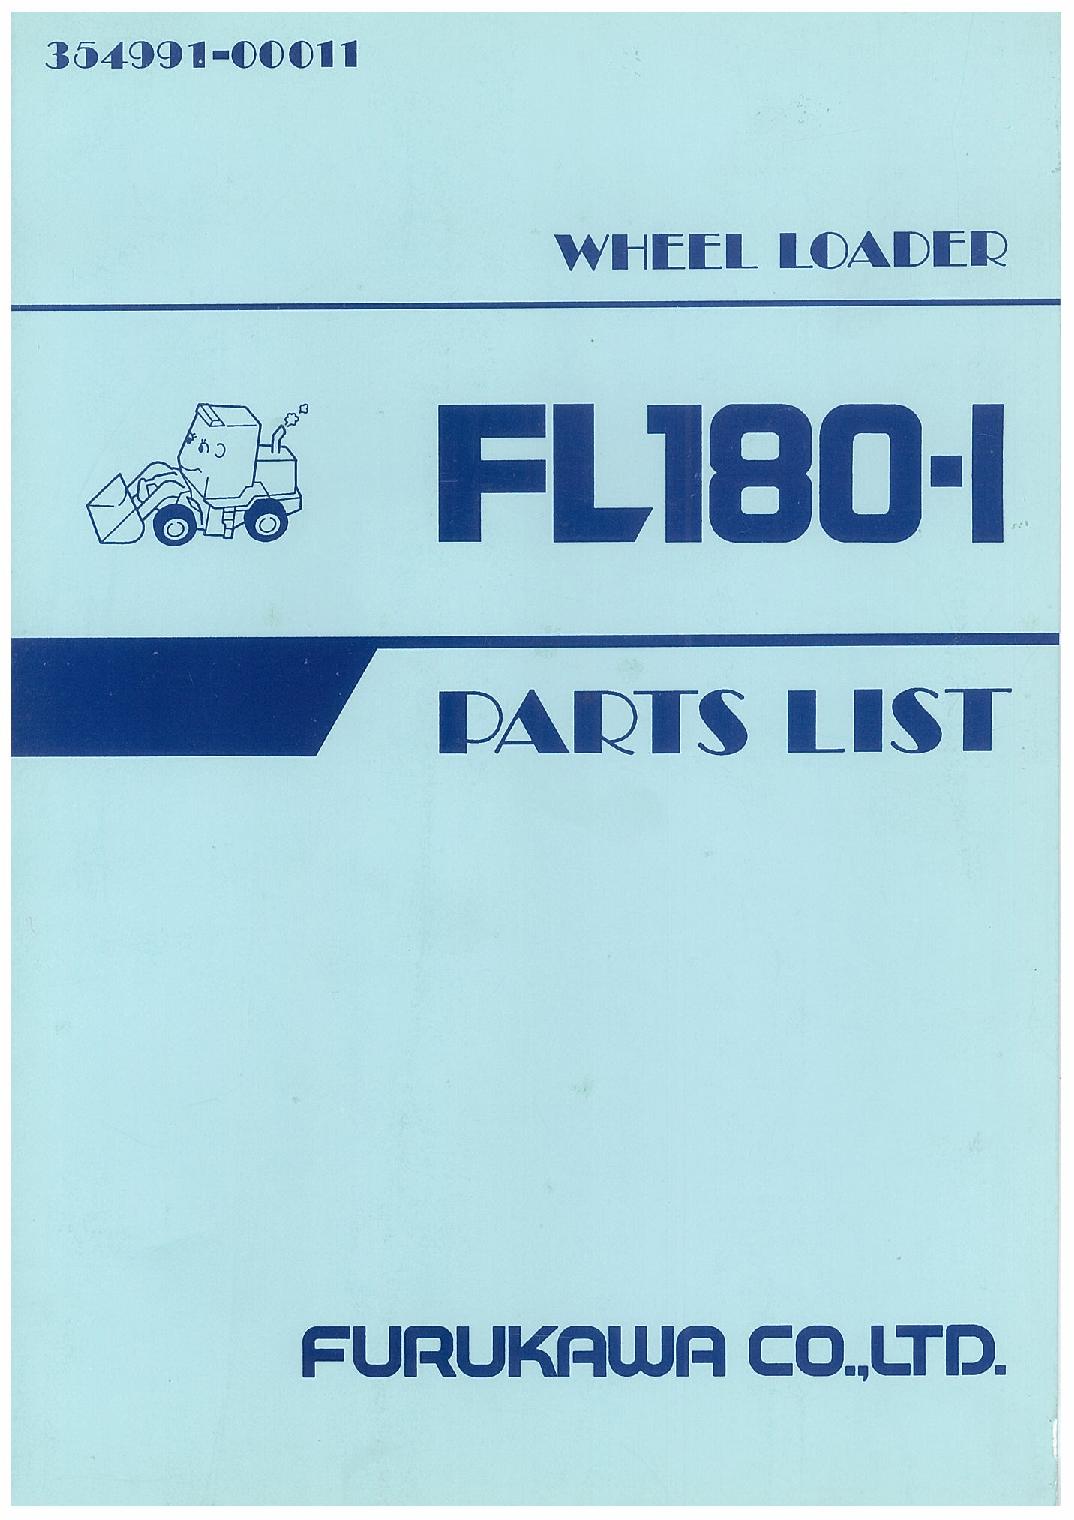 354991-00011
WHEEL LOADER
FL180-I
PARTS LIST
FURUKAWA CO.,LTD.